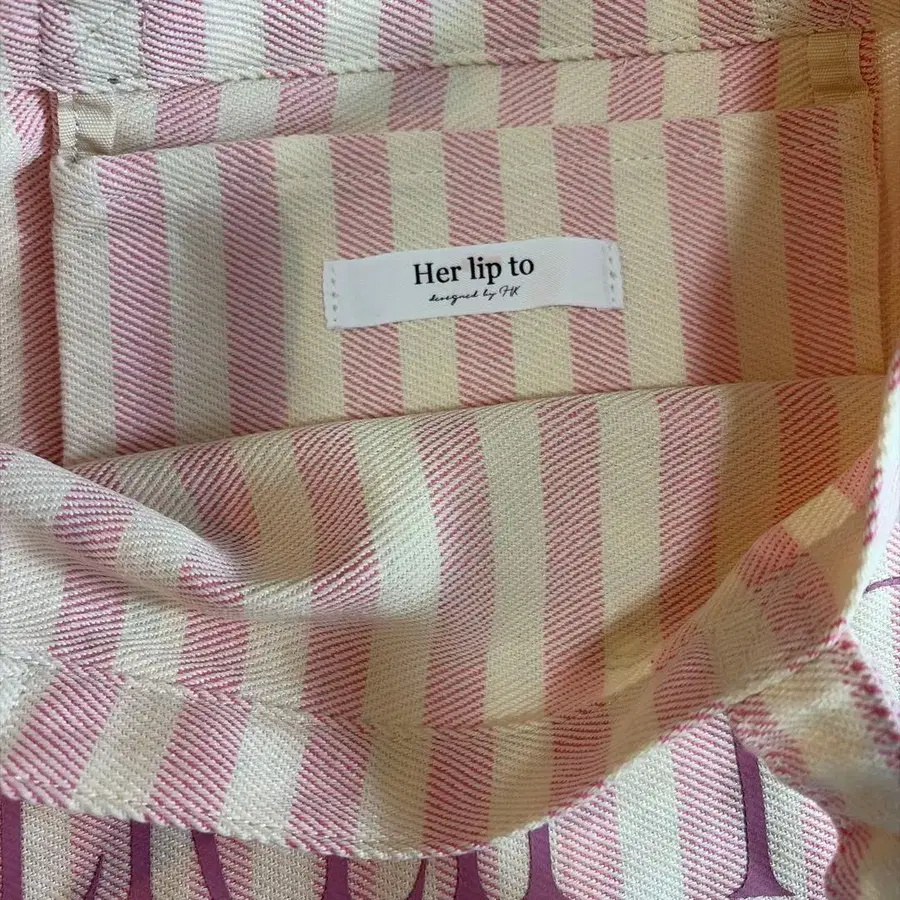 Her lip to
designed by HK